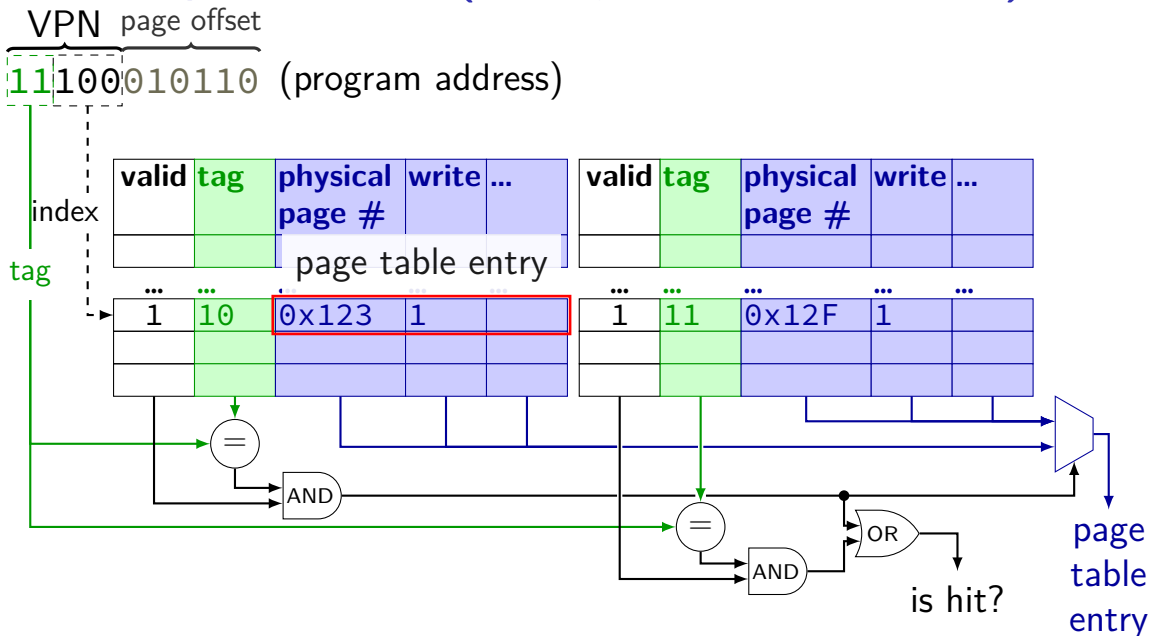 VPN page offset
11100010110 (program address)
index
tag
valid tag physical page # write ... valid tag physical page # write ...
page table entry
... ... ... ... ... ... ... ... ... ...
1 10 0x123 1 1 11 0x12F 1
=
AND
=
OR
AND
is hit?
page
table
entry